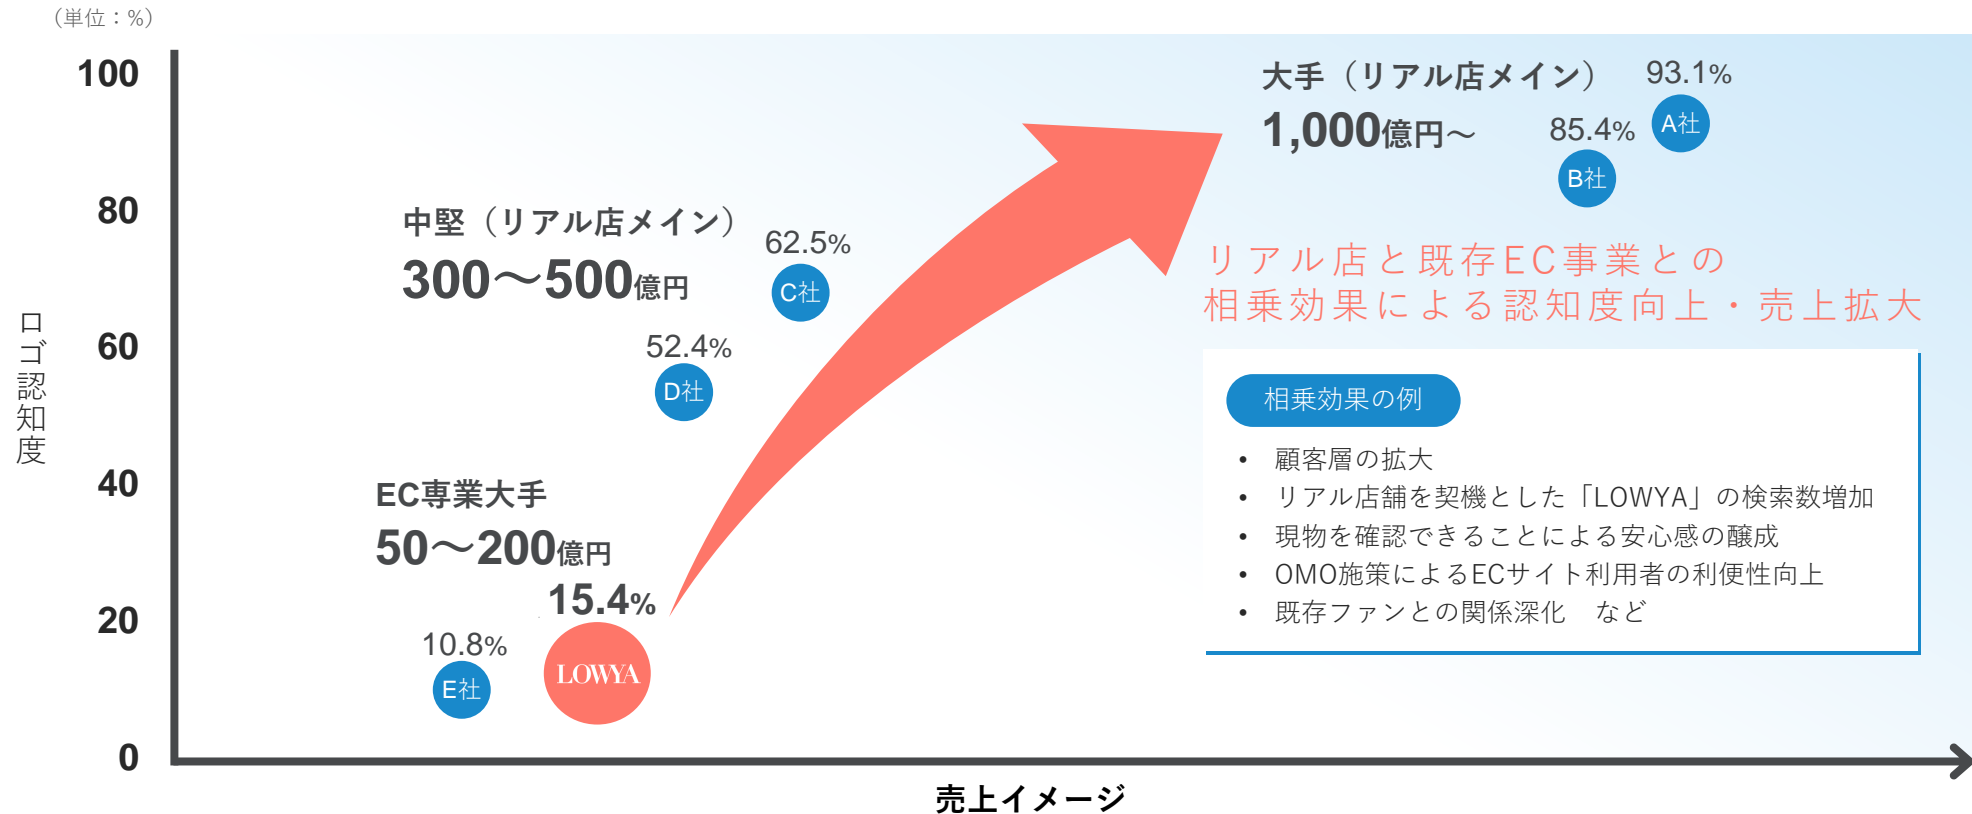 （単位：%）
100
80
60
40
20
0
ロゴ認知度
大手（リアル店メイン）
1,000億円～
93.1%
A社
85.4%
B社
中堅（リアル店メイン）
300～500億円
62.5%
C社
52.4%
D社
EC専業大手
50～200億円
15.4%
LOWYA
10.8%
E社
リアル店と既存EC事業との
相乗効果による認知度向上・売上拡大
相乗効果の例
• 顧客層の拡大
• リアル店舗を契機とした「LOWYA」の検索数増加
• 現物を確認できることによる安心感の醸成
• OMO施策によるECサイト利用者の利便性向上
• 既存ファンとの関係深化　など
売上イメージ